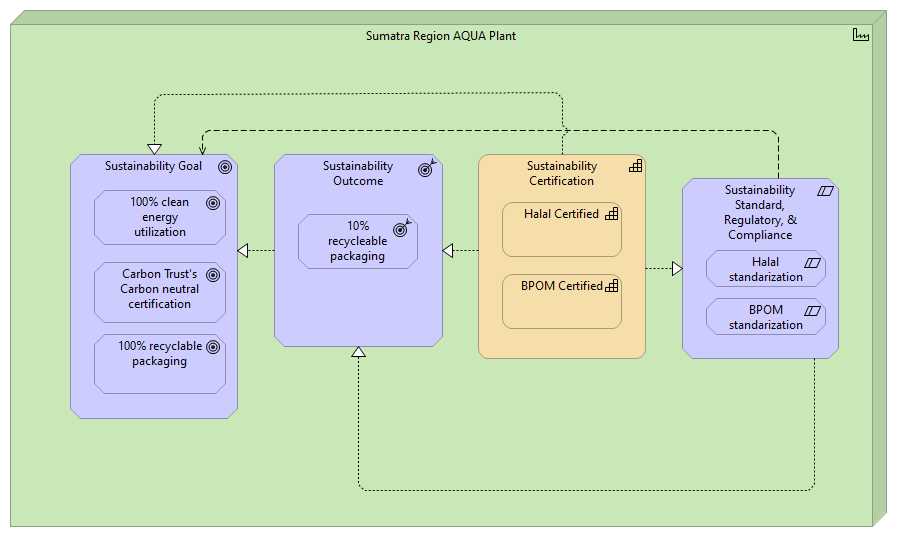 Sumatra Region AQUA Plant
Sustainability Goal
100% clean
energy
utilization
Carbon Trust's
Carbon neutral
certification
100% recyclable
packaging
Sustainability
Outcome
10%
recycleable
packaging
Sustainability
Certification
Halal Certified
BPOM Certified
Sustainability
Standard,
Regulatory, &
Compliance
Halal
standarization
BPOM
standarization